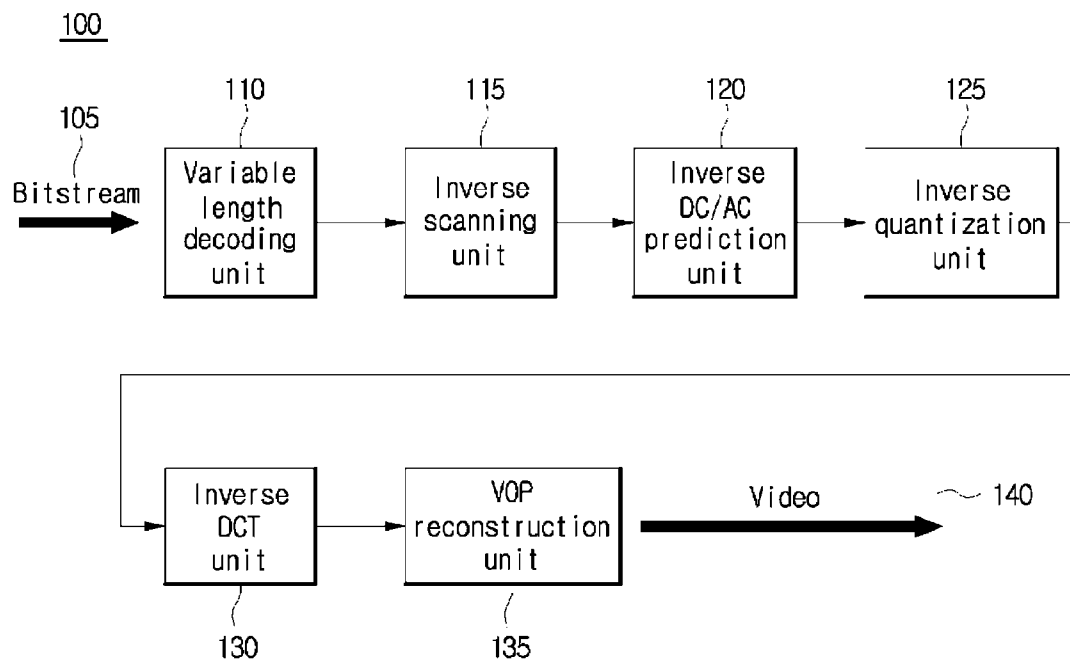 100
105
110
115
120
125
Bitstream
Variable
length
decoding
unit
Inverse
scanning
unit
Inverse
DC/AC
prediction
unit
Inverse
quantization
unit
Inverse
DCT
unit
VOP
reconstruction
unit
Video
140
130
135